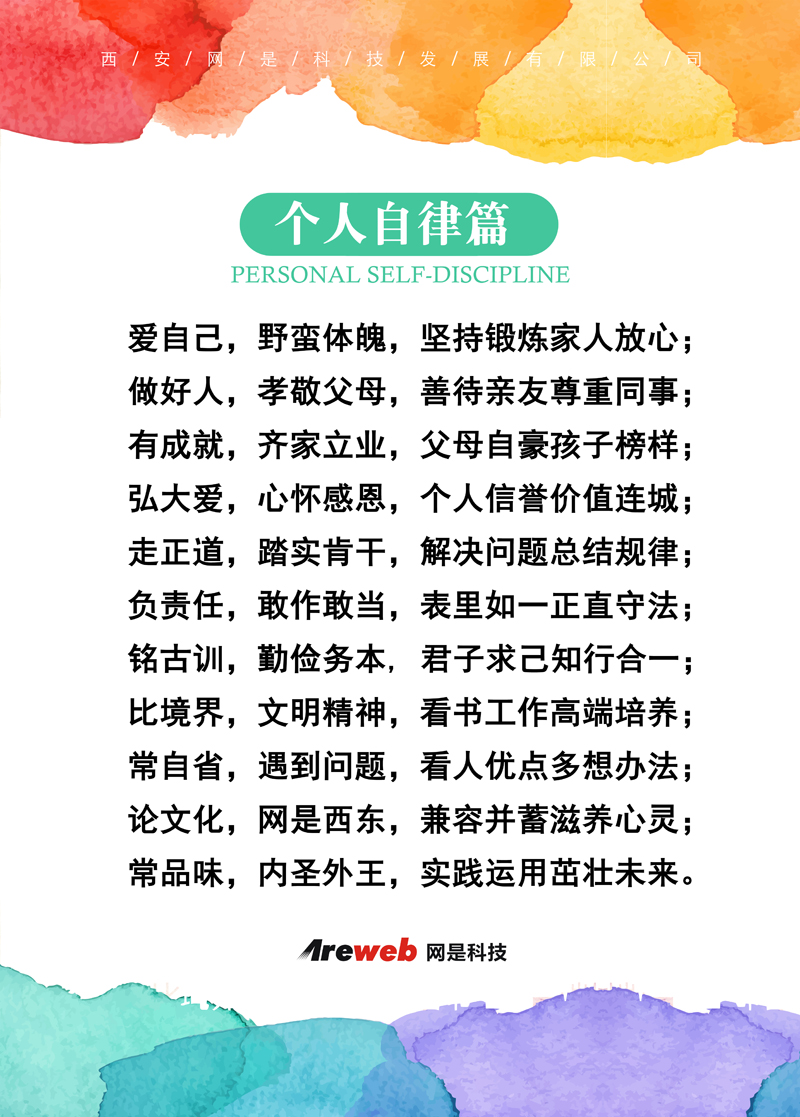 西/安/网/是/科/技/发/展/有/限/公/司
个人自律篇
PERSONAL SELF-DISCIPLINE
爱自己，野蛮体魄，坚持锻炼家人放心；
做好人，孝敬父母，善待亲友尊重同事；
有成就，齐家立业，父母自豪孩子榜样；
弘大爱，心怀感恩，个人信誉价值连城；
走正道，踏实肯干，解决问题总结规律；
负责任，敢作敢当，表里如一正直守法；
铭古训，勤俭务本，君子求己知行合一；
比境界，文明精神，看书工作高端培养；
常自省，遇到问题，看人优点多想办法；
论文化，网是西东，兼容并蓄滋养心灵；
常品味，内圣外王，实践运用茁壮未来。
Areweb 网是科技